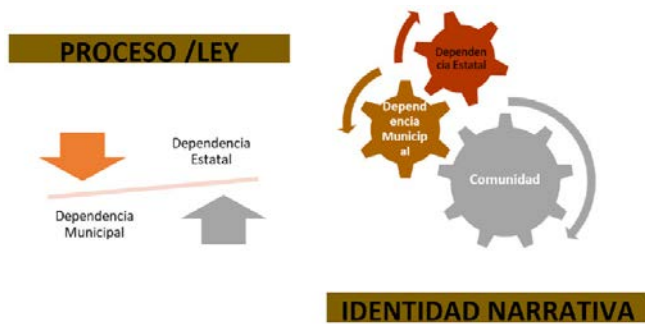 PROCESO /LEY
Dependencia
Estatal
Dependencia
Municipal
Dependen
cia Estatal
Depend
encia
Municip
al
Comunidad
IDENTIDAD NARRATIVA